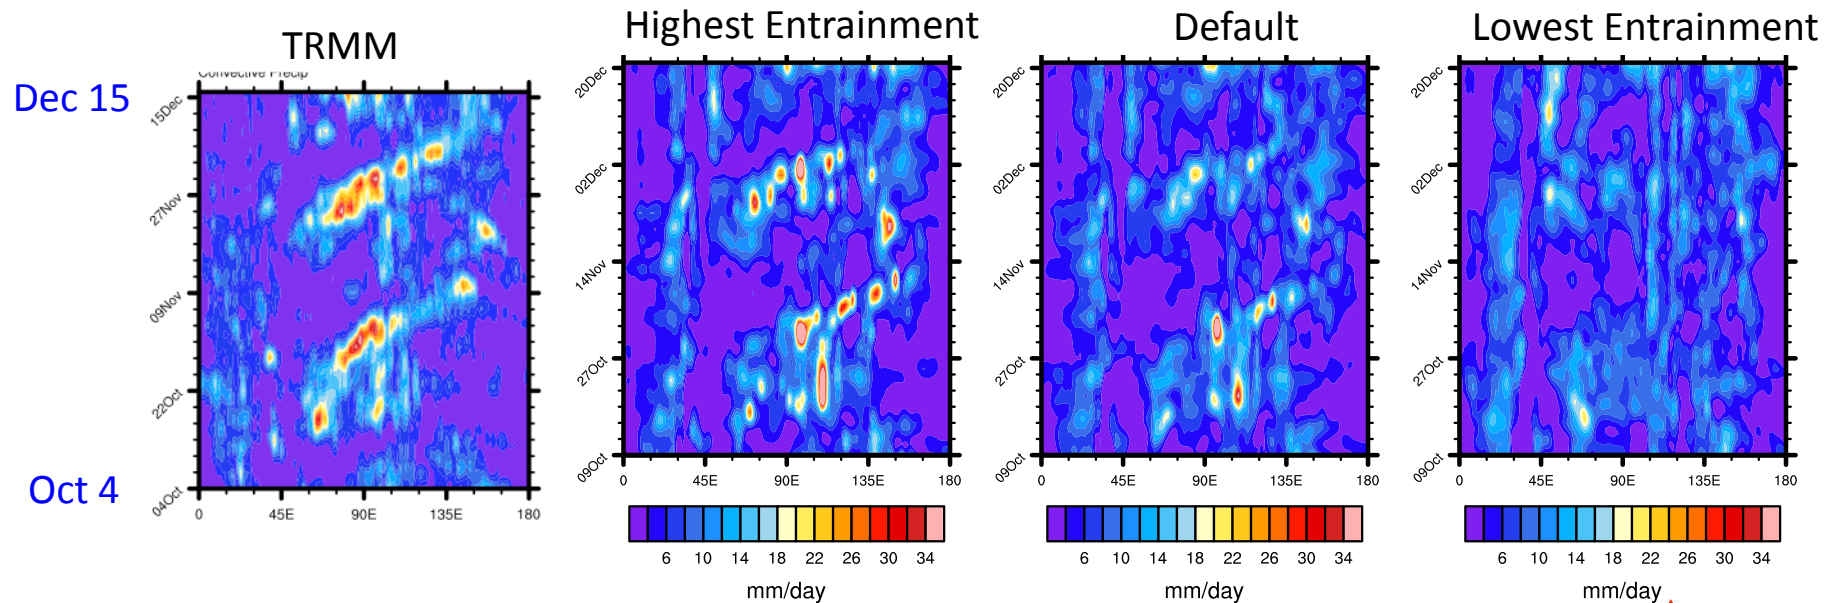 TRMM
Highest Entrainment
Default
Lowest Entrainment
Convective Precip
Dec 15
Oct 4
15Dec
27Nov
09Nov
22Oct
04Oct
0 45E 90E 135E 180
20Dec
02Dec
14Nov
27Oct
09Oct
0 45E 90E 135E 180
6 10 14 18 22 26 30 34
mm/day
20Dec
02Dec
14Nov
27Oct
09Oct
0 45E 90E 135E 180
6 10 14 18 22 26 30 34
mm/day
20Dec
02Dec
14Nov
27Oct
09Oct
0 45E 90E 135E 180
6 10 14 18 22 26 30 34
mm/day